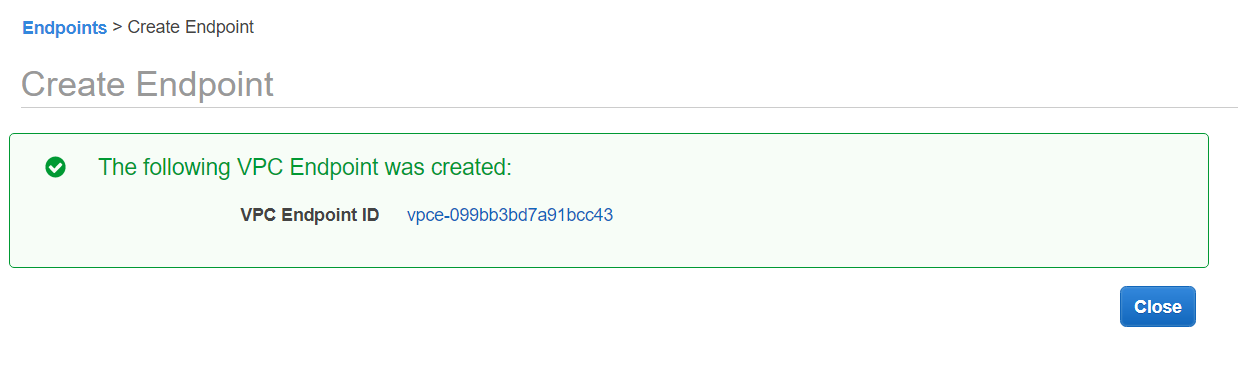 Endpoints > Create Endpoint
Create Endpoint
The following VPC Endpoint was created:
VPC Endpoint ID vpce-099bb3bd7a91bcc43
Close